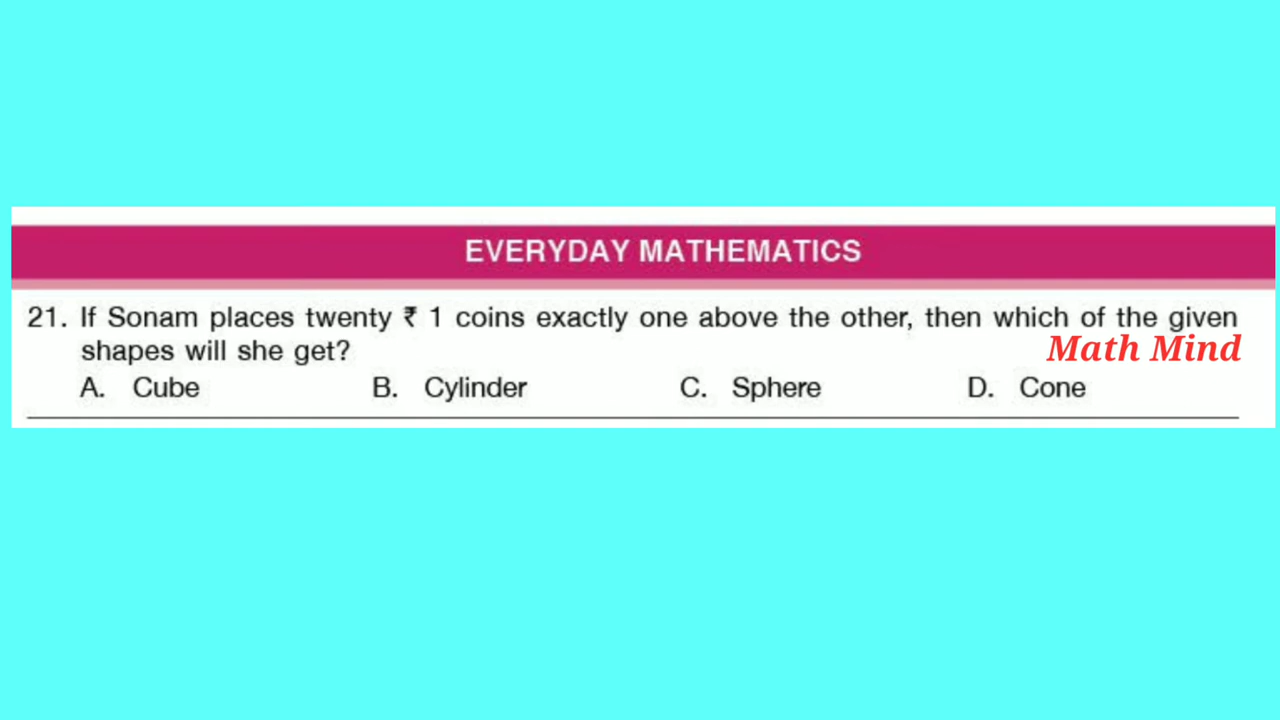 EVERYDAY MATHEMATICS
21. If Sonam places twenty ₹ 1 coins exactly one above the other, then which of the given
shapes will she get?
Math Mind
A. Cube B. Cylinder C. Sphere D. Cone